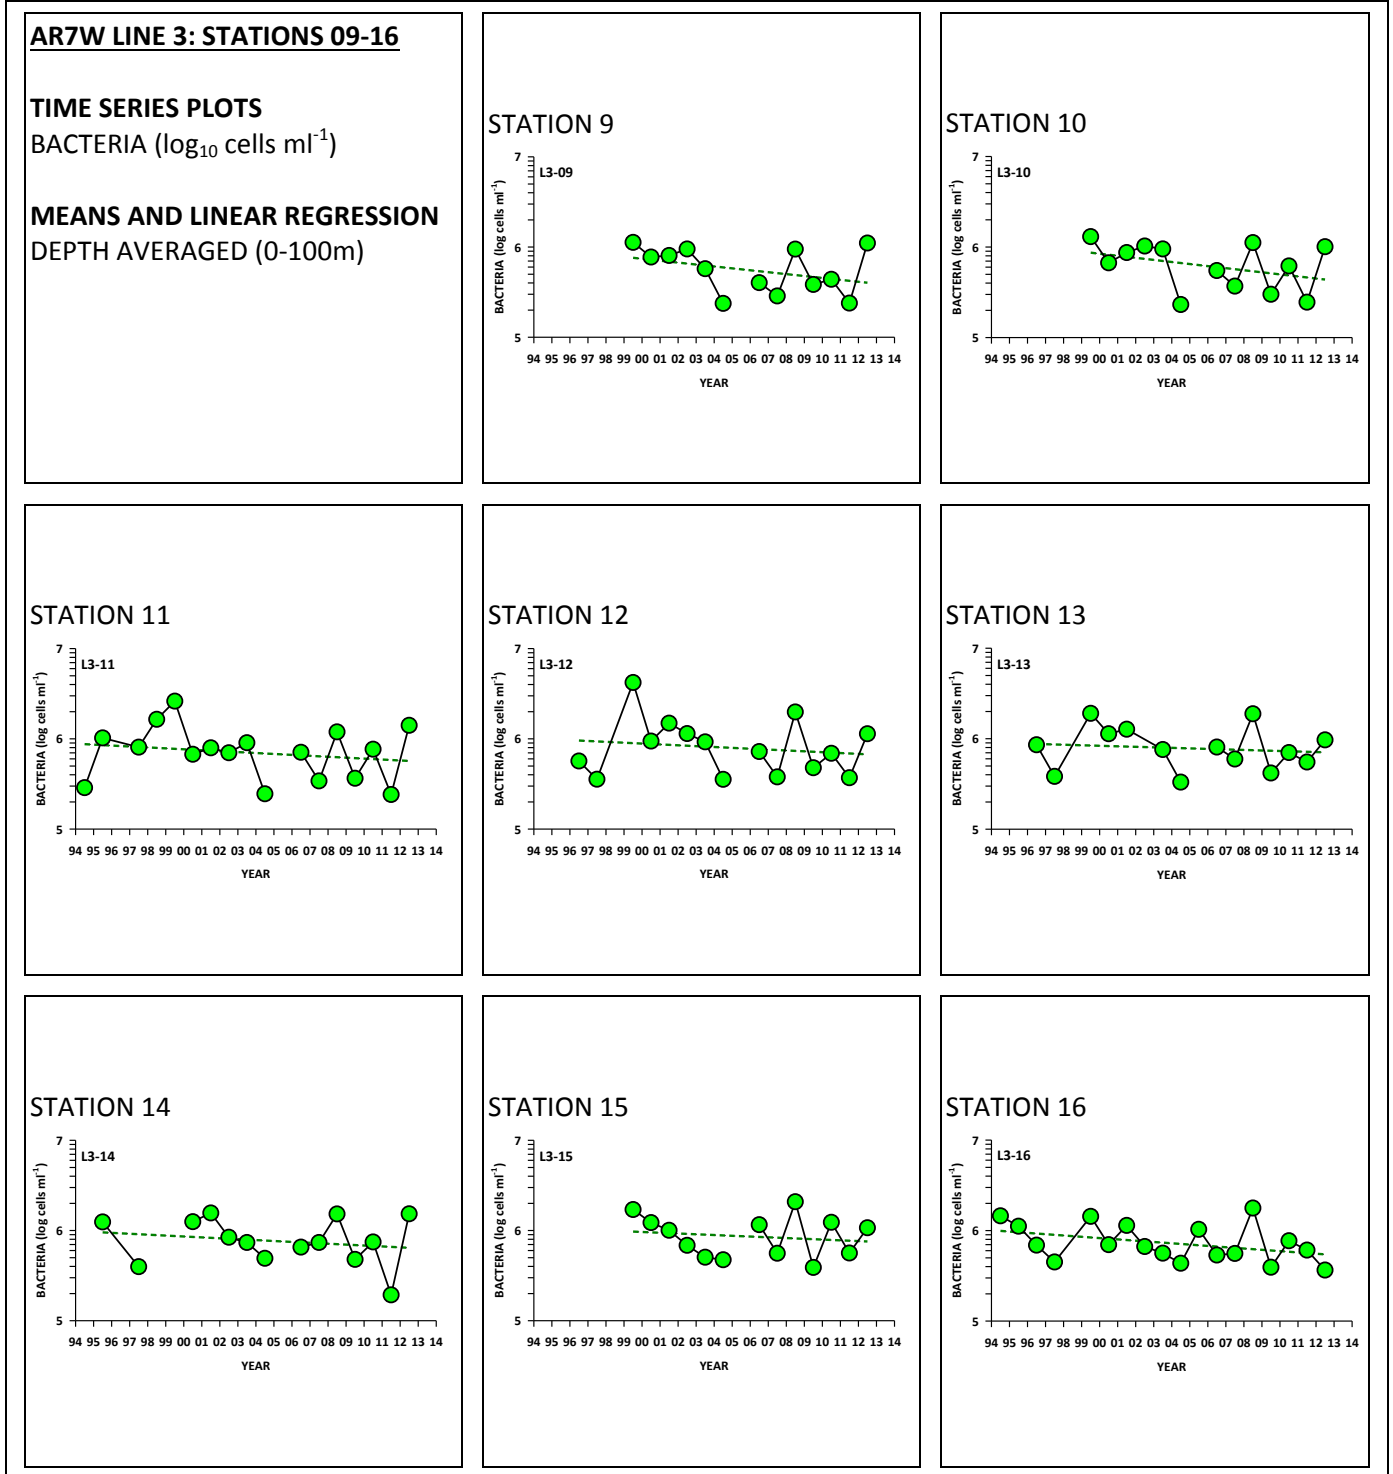 AR7W LINE 3: STATIONS 09-16
TIME SERIES PLOTS
BACTERIA (log₁₀ cells ml⁻¹)
MEANS AND LINEAR REGRESSION
DEPTH AVERAGED (0-100m)
STATION 9
L3-09
BACTERIA (log cells ml⁻¹)
7
6
5
94 95 96 97 98 99 00 01 02 03 04 05 06 07 08 09 10 11 12 13 14
YEAR
STATION 10
L3-10
BACTERIA (log cells ml⁻¹)
7
6
5
94 95 96 97 98 99 00 01 02 03 04 05 06 07 08 09 10 11 12 13 14
YEAR
STATION 11
L3-11
BACTERIA (log cells ml⁻¹)
7
6
5
94 95 96 97 98 99 00 01 02 03 04 05 06 07 08 09 10 11 12 13 14
YEAR
STATION 12
L3-12
BACTERIA (log cells ml⁻¹)
7
6
5
94 95 96 97 98 99 00 01 02 03 04 05 06 07 08 09 10 11 12 13 14
YEAR
STATION 13
L3-13
BACTERIA (log cells ml⁻¹)
7
6
5
94 95 96 97 98 99 00 01 02 03 04 05 06 07 08 09 10 11 12 13 14
YEAR
STATION 14
L3-14
BACTERIA (log cells ml⁻¹)
7
6
5
94 95 96 97 98 99 00 01 02 03 04 05 06 07 08 09 10 11 12 13 14
YEAR
STATION 15
L3-15
BACTERIA (log cells ml⁻¹)
7
6
5
94 95 96 97 98 99 00 01 02 03 04 05 06 07 08 09 10 11 12 13 14
YEAR
STATION 16
L3-16
BACTERIA (log cells ml⁻¹)
7
6
5
94 95 96 97 98 99 00 01 02 03 04 05 06 07 08 09 10 11 12 13 14
YEAR